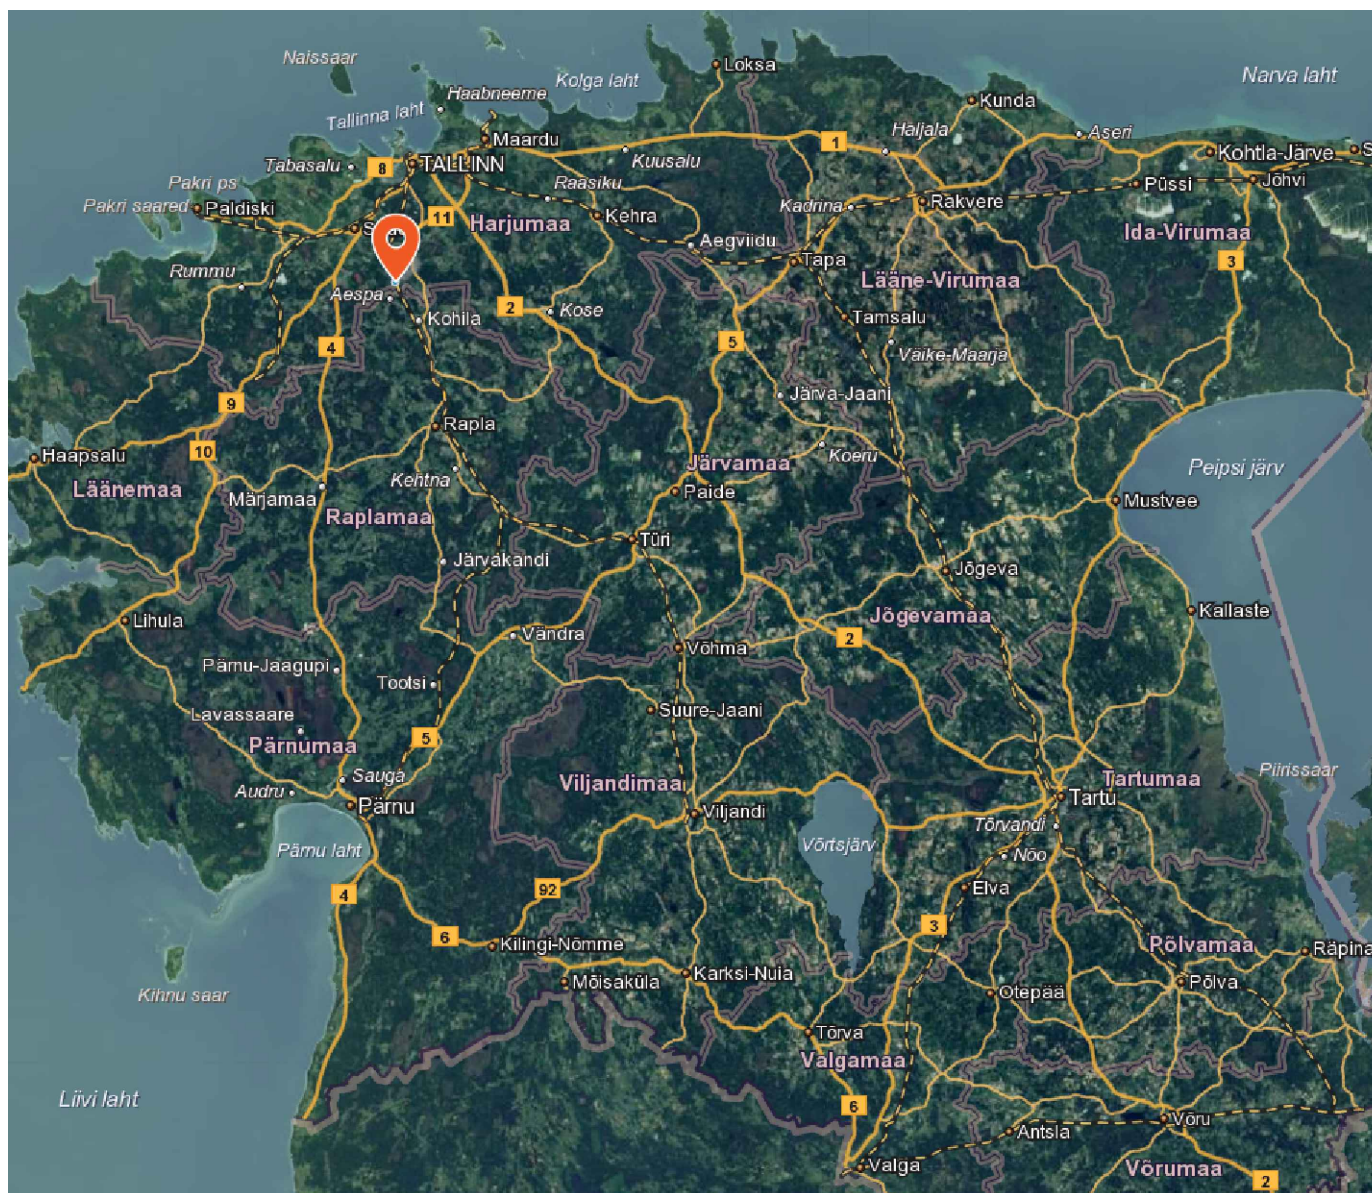 Naissaar
Loksa
Kolga laht
Narva laht
Haabneeme
Tallinna laht
Kunda
Maardu
1
Haljala
Aseri
Kuusalu
Kohtla-Järve
S
Tabasalu
8
TALLINN
Pakri ps
Raasiku
Püssi
Jõhvi
Pakri saared
Paldiski
11
Harjumaa
Kehra
Kadrina
Rakvere
S
Aegviidu
Tapa
Ida-Virumaa
3
Rummu
Lääne-Virumaa
Aespa
2
Kose
Kohila
Tamsalu
4
5
Väike-Maarja
9
Järva-Jaani
Rapla
10
Haapsalu
Koeru
Järvamaa
Peipsi järv
Kehtna
Läänemaa
Märjamaa
Paide
Mustvee
Raplamaa
Türi
Järvakandi
Jõgeva
Lihula
Kallaste
Jõgevamaa
Vändra
2
Võhma
Pärnu-Jaagupi
Tootsi
Suure-Jaani
Lavassaare
5
Pärnumaa
Sauga
Viljandimaa
Tartumaa
Piirissaar
Audru
Pärnu
Tartu
Viljandi
Tõrvandi
Pärnu laht
Võrtsjärv
Nõo
4
92
Elva
3
6
Kilingi-Nõmme
Põlvamaa
Räpina
Karksi-Nuia
Mõisaküla
Põlva
Kihnu saar
Otepää
Tõrva
Valgamaa
Liivi laht
6
Võru
Antsla
Valga
Võrumaa
2